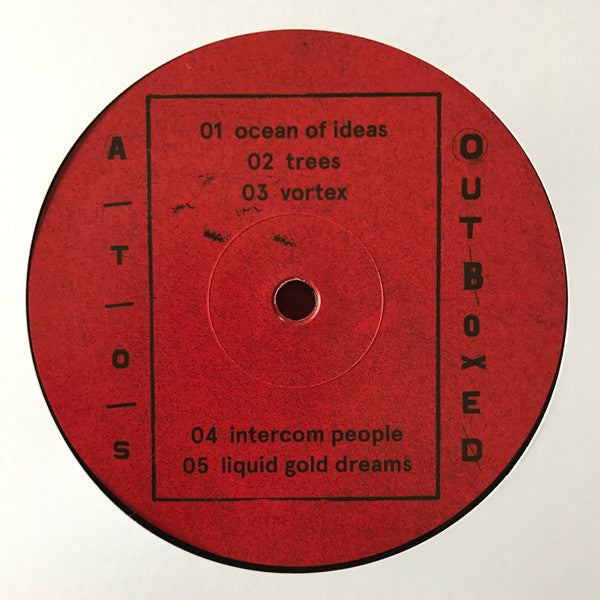 A/T/O/S
01 ocean of ideas
02 trees
03 vortex
04 intercom people
05 liquid gold dreams
OUTBOXED